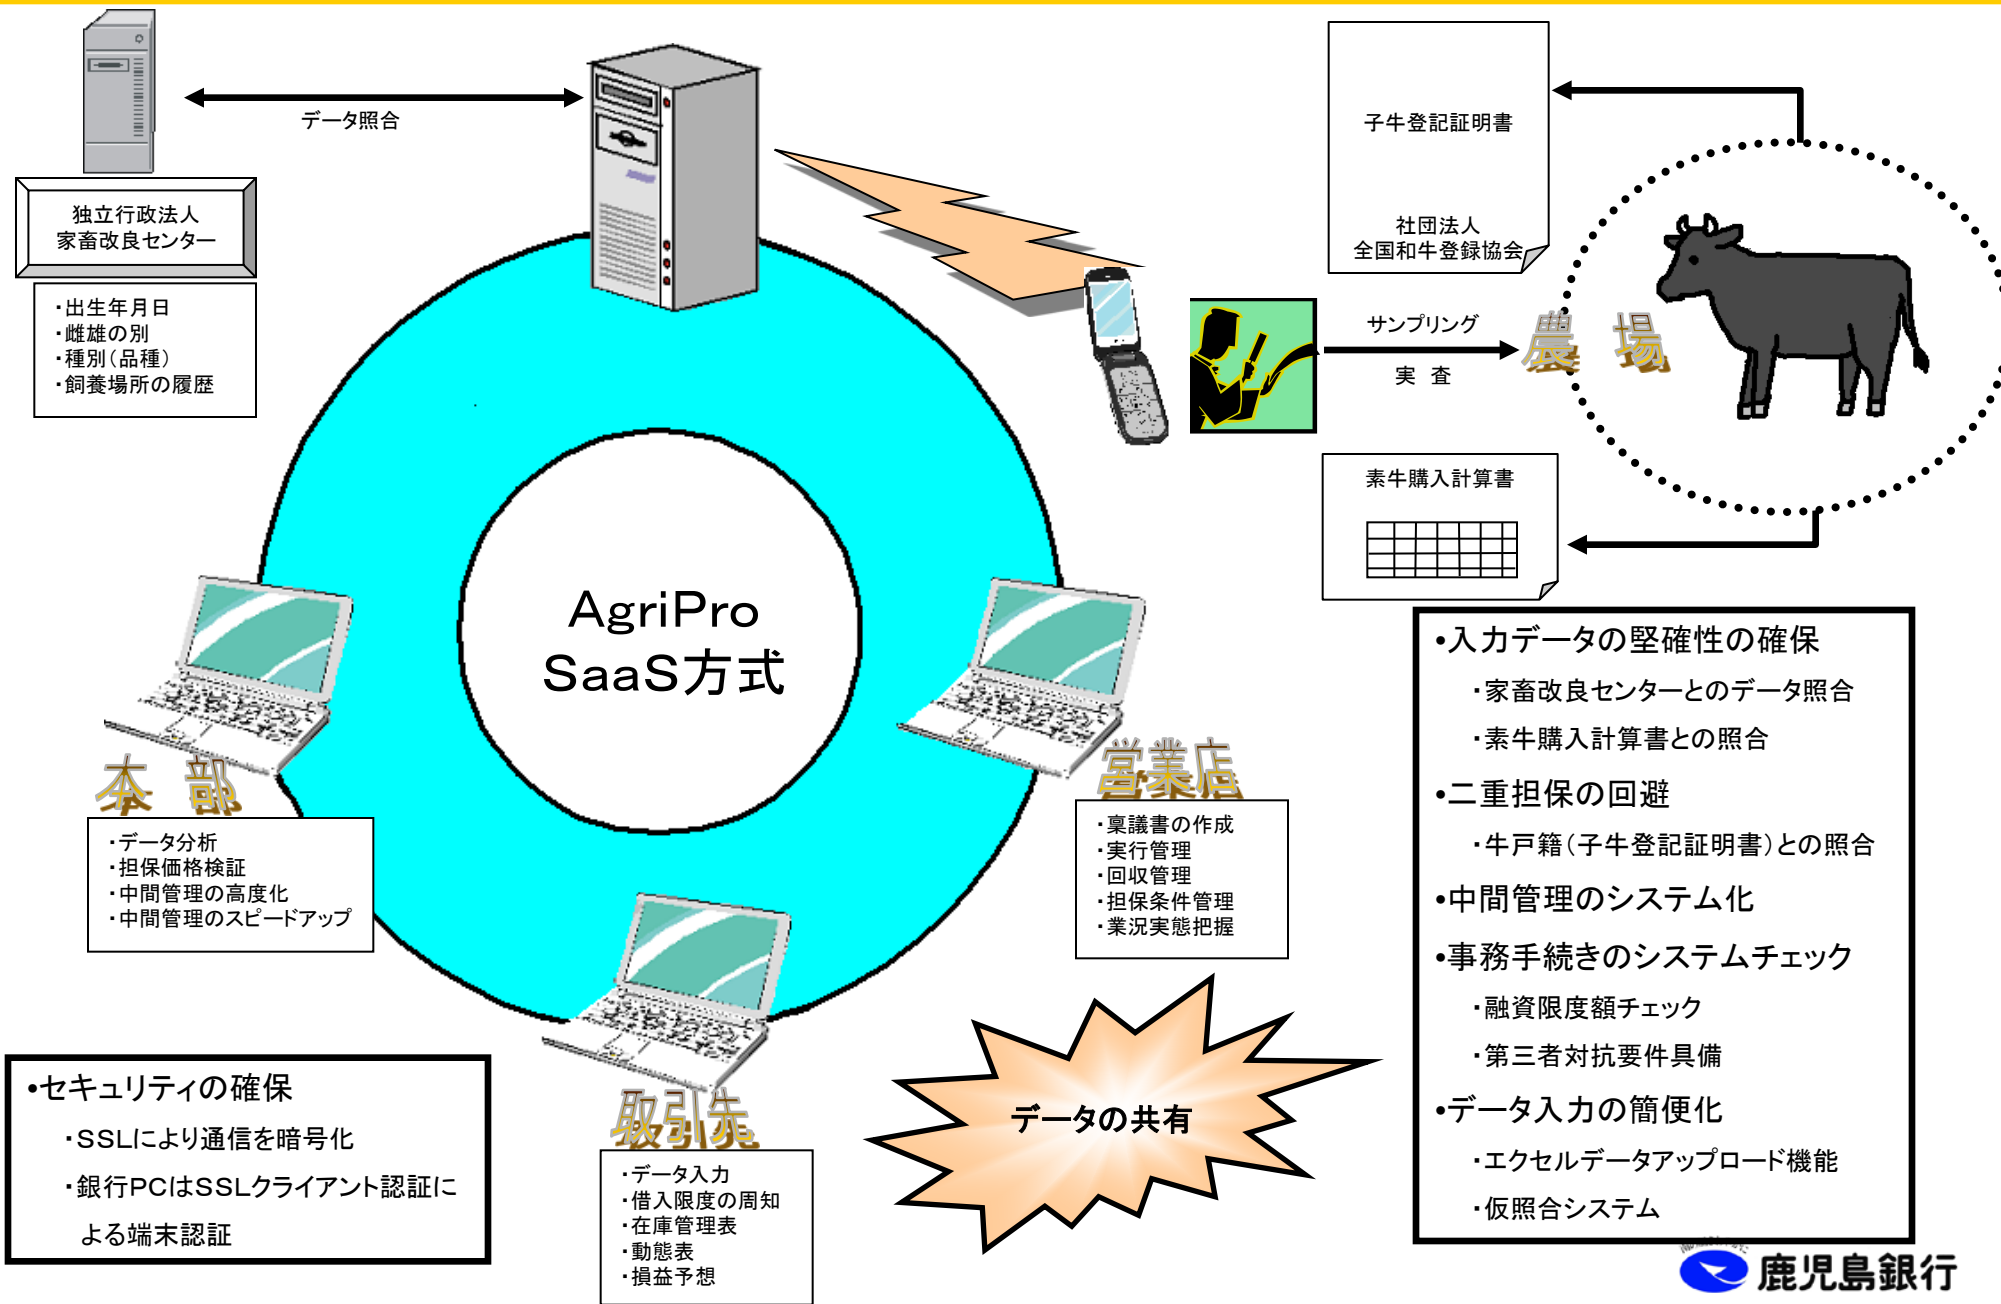 データ照合
独立行政法人
家畜改良センター
・出生年月日
・雌雄の別
・種別（品種）
・飼養場所の履歴
子牛登記証明書
社団法人
全国和牛登録協会
サンプリング
実　査
農　場
素牛購入計算書
AgriPro
SaaS方式
本　部
・データ分析
・担保価格検証
・中間管理の高度化
・中間管理のスピードアップ
営業店
・稟議書の作成
・実行管理
・回収管理
・担保条件管理
・業況実態把握
取引先
・データ入力
・借入限度の周知
・在庫管理表
・動態表
・損益予想
データの共有
•セキュリティの確保
・SSLにより通信を暗号化
・銀行PCはSSLクライアント認証に
よる端末認証
•入力データの堅確性の確保
・家畜改良センターとのデータ照合
・素牛購入計算書との照合
•二重担保の回避
・牛戸籍（子牛登記証明書）との照合
•中間管理のシステム化
•事務手続きのシステムチェック
・融資限度額チェック
・第三者対抗要件具備
•データ入力の簡便化
・エクセルデータアップロード機能
・仮照合システム
鹿児島銀行